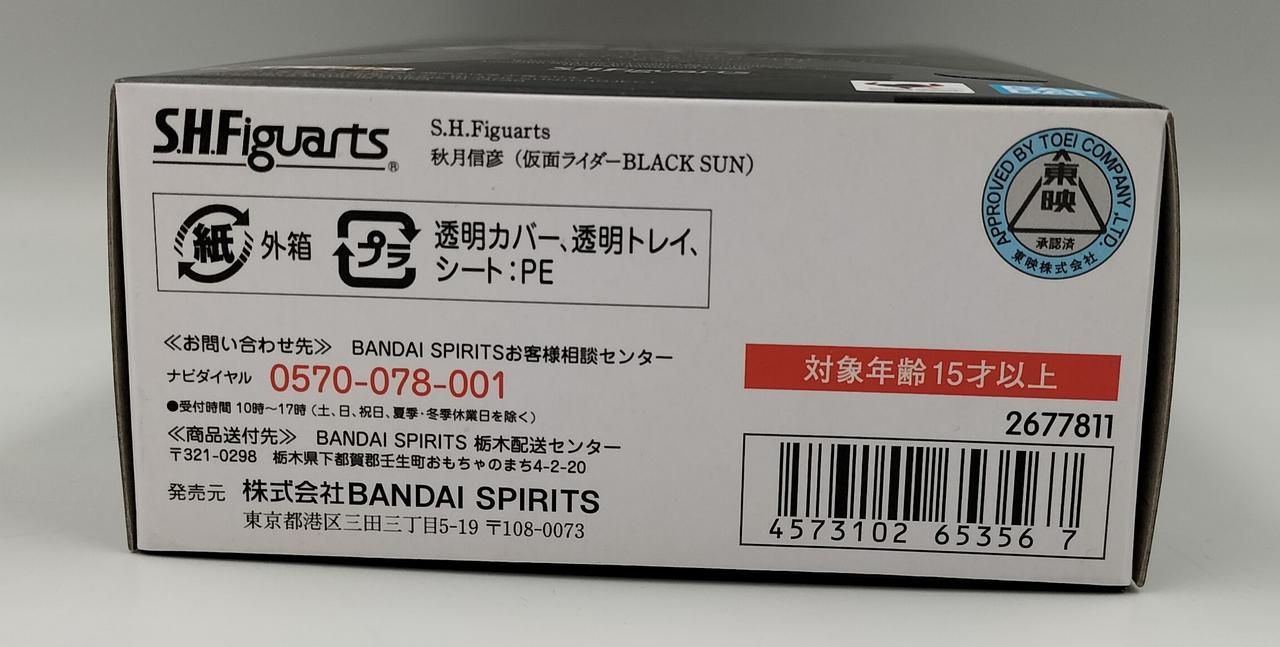 S.H.Figuarts
S.H.Figuarts®
S.H.Figuarts
秋月信彦（仮面ライダーBLACK SUN）
APPROVED BY TOEI COMPANY, LTD.
東映
承認済
東映株式会社
紙 外箱
プラ 透明カバー、透明トレイ、
シート：PE
≪お問い合わせ先≫ BANDAI SPIRITSお客様相談センター
ナビダイヤル 0570-078-001
●受付時間 10時～17時（土、日、祝日、夏季・冬季休業日を除く）
≪商品送付先≫ BANDAI SPIRITS 栃木配送センター
〒321-0298 栃木県下都賀郡壬生町おもちゃのまち4-2-20
発売元 株式会社BANDAI SPIRITS
東京都港区三田三丁目5-19 〒108-0073
対象年齢15才以上
2677811
4573102 65356 7